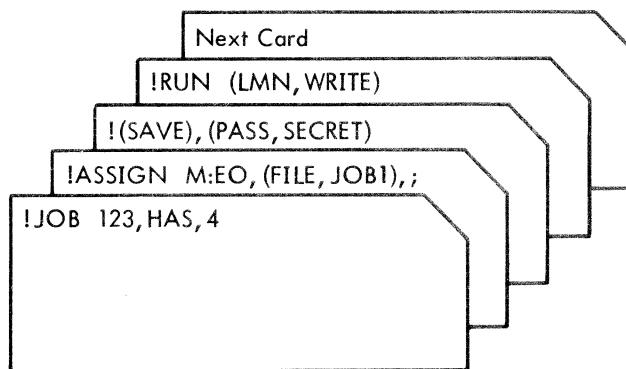 Next Card
!RUN (LMN, WRITE)
!(SAVE), (PASS, SECRET)
!ASSIGN M:EO, (FILE, JOB1), ;
!JOB 123, HAS, 4